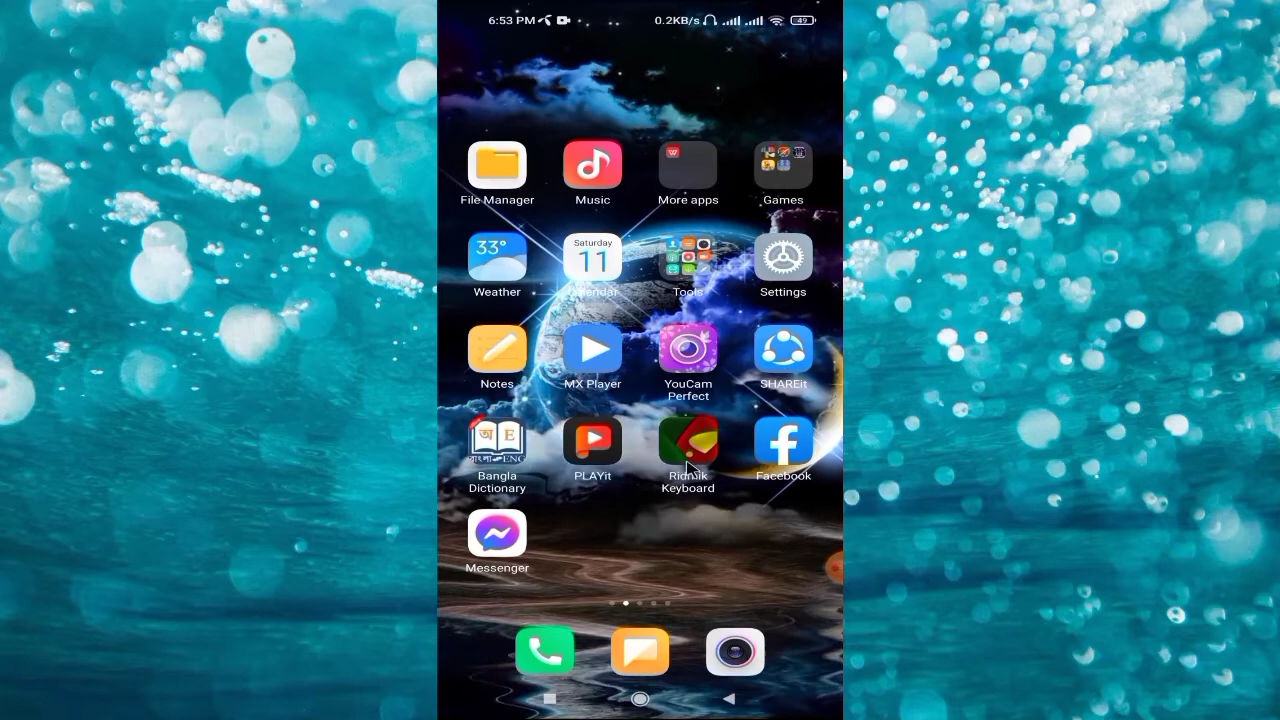 6:53 PM
0.2KB/s
49
File Manager
Music
More apps
Games
33°
Saturday
11
Weather
Calendar
Tools
Settings
Notes
MX Player
YouCam
Perfect
SHAREit
অ E
বাংলা ENG
Bangla
Dictionary
PLAYit
Ridmik
Keyboard
Facebook
Messenger